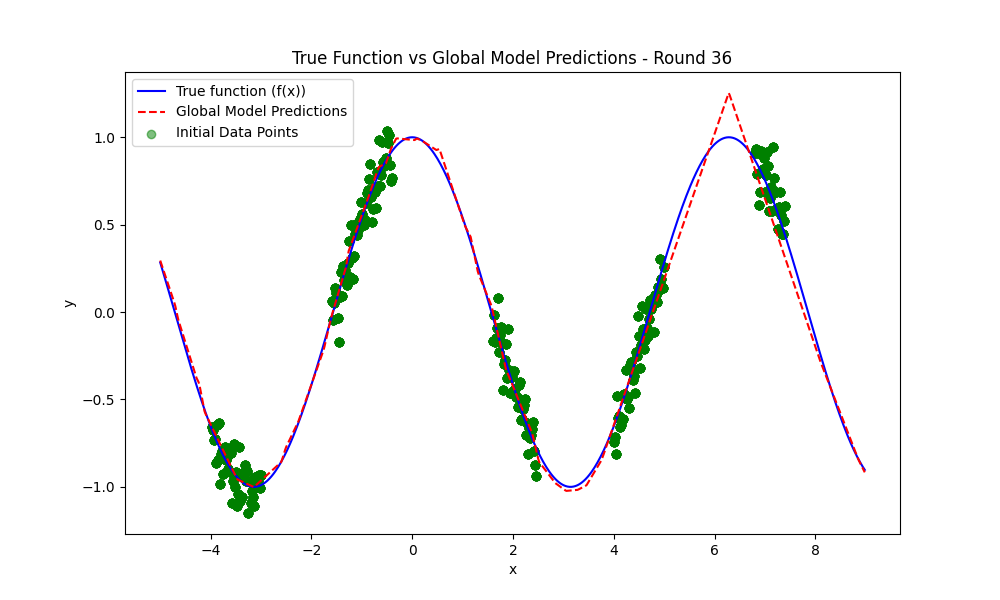 True Function vs Global Model Predictions - Round 36
True function (f(x))
Global Model Predictions
Initial Data Points
y
1.0
0.5
0.0
−0.5
−1.0
−4 −2 0 2 4 6 8
x